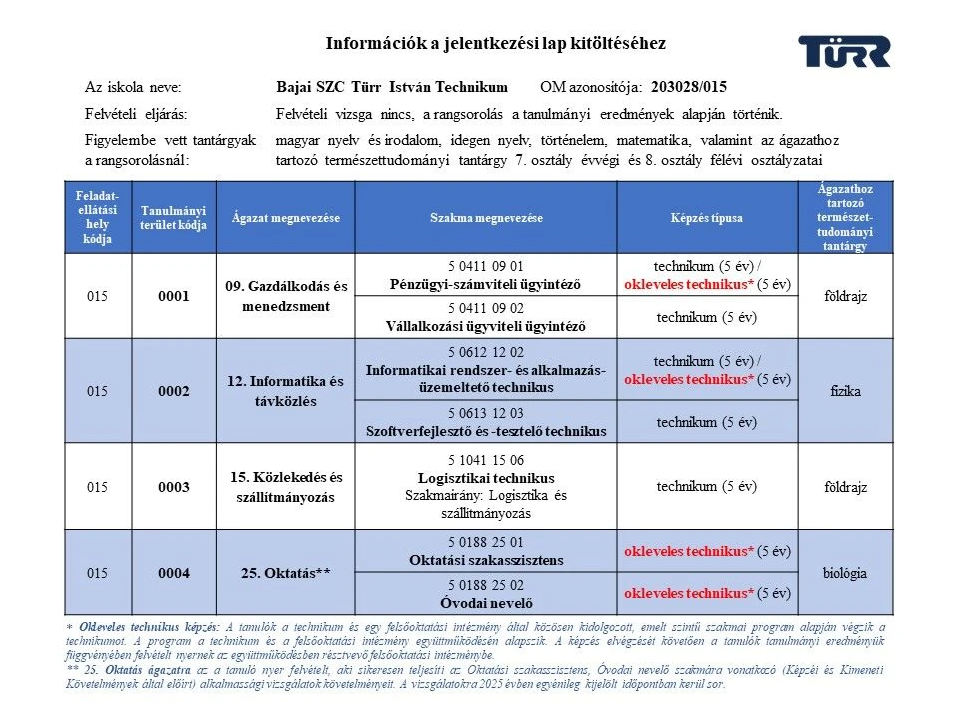 Információk a jelentkezési lap kitöltéséhez
TÜRR
Az iskola neve: Bajai SZC Türr István Technikum OM azonosítója: 203028/015
Felvételi eljárás: Felvételi vizsga nincs, a rangsorolás a tanulmányi eredmények alapján történik.
Figyelembe vett tantárgyak a rangsorolásnál: magyar nyelv és irodalom, idegen nyelv, történelem, matematika, valamint az ágazathoz
tartozó természettudományi tantárgy 7. osztály évvégi és 8. osztály félévi osztályzatai
Feladat-
ellátási
hely
kódja
Tanulmányi
terület kódja
Ágazat megnevezése
Szakma megnevezése
Képzés típusa
Ágazathoz
tartozó
természet-
tudományi
tantárgy
015
0001
09. Gazdálkodás és
menedzsment
5 0411 09 01
Pénzügyi-számviteli ügyintéző
technikum (5 év) /
okleveles technikus* (5 év)
földrajz
5 0411 09 02
Vállalkozási ügyviteli ügyintéző
technikum (5 év)
015
0002
12. Informatika és
távközlés
5 0612 12 02
Informatikai rendszer- és alkalmazás-
üzemeltető technikus
technikum (5 év) /
okleveles technikus* (5 év)
fizika
5 0613 12 03
Szoftverfejlesztő és -tesztelő technikus
technikum (5 év)
015
0003
15. Közlekedés és
szállítmányozás
5 1041 15 06
Logisztikai technikus
Szakmairány: Logisztika és
szállítmányozás
technikum (5 év)
földrajz
015
0004
25. Oktatás**
5 0188 25 01
Oktatási szakasszisztens
okleveles technikus* (5 év)
biológia
5 0188 25 02
Óvodai nevelő
okleveles technikus* (5 év)
* Okleveles technikus képzés: A tanulók a technikum és egy felsőoktatási intézmény által közösen kidolgozott, emelt szintű szakmai program alapján végzik a
technikumot. A program a technikum és a felsőoktatási intézmény együttműködésén alapszik. A képzés elvégzését követően a tanulók tanulmányi eredményük
függvényében felvételt nyernek az együttműködésben résztvevő felsőoktatási intézménybe.
** 25. Oktatás ágazatra az a tanuló nyer felvételt, aki sikeresen teljesíti az Oktatási szakasszisztens, Óvodai nevelő szakmára vonatkozó (Képzéi és Kimeneti
Követelmények által előírt) alkalmassági vizsgálatok követelményeit. A vizsgálatokra 2025 évben egyénileg kijelölt időpontban kerül sor.